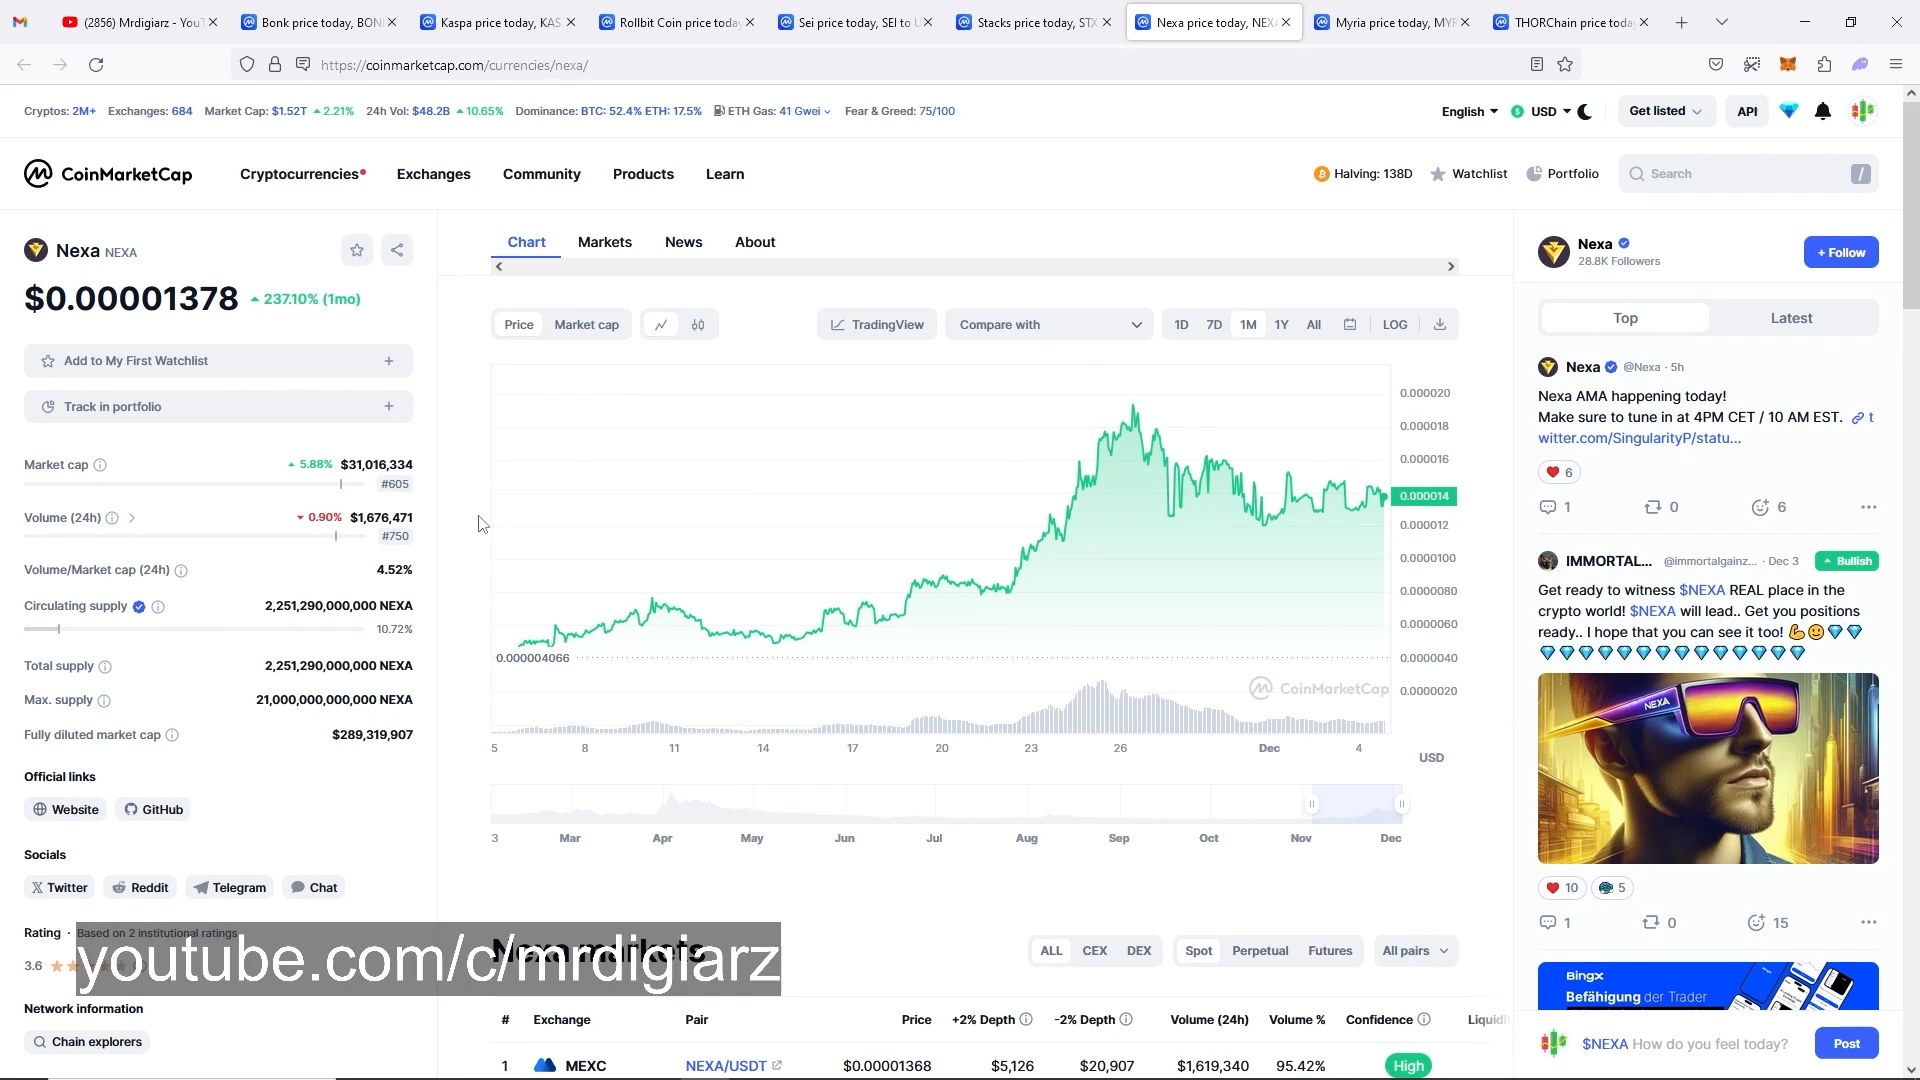 (2856) Mrdigiarz - YouT
Bonk price today, BON
Kaspa price today, KAS
Rollbit Coin price today
Sei price today, SEI to U
Stacks price today, STX
Nexa price today, NEXA
Myria price today, MYR
THORChain price today
https://coinmarketcap.com/currencies/nexa/
Cryptos: 2M+ Exchanges: 684 Market Cap: $1.52T 2.21% 24h Vol: $48.2B 10.65% Dominance: BTC: 52.4% ETH: 17.5% ETH Gas: 41 Gwei Fear & Greed: 75/100
English USD Get listed API
CoinMarketCap Cryptocurrencies Exchanges Community Products Learn
Halving: 138D Watchlist Portfolio Search /
Nexa NEXA
$0.00001378 237.10% (1mo)
Add to My First Watchlist +
Track in portfolio +
Market cap 5.88% $31,016,334
#605
Volume (24h) 0.90% $1,676,471
#750
Volume/Market cap (24h) 4.52%
Circulating supply 2,251,290,000,000 NEXA
10.72%
Total supply 2,251,290,000,000 NEXA
Max. supply 21,000,000,000,000 NEXA
Fully diluted market cap $289,319,907
Official links
Website GitHub
Socials
Twitter Reddit Telegram Chat
Rating · Based on 2 institutional ratings
3.6
youtube.com/c/mrdigiarz
Network information
Chain explorers
Chart Markets News About
Price Market cap TradingView Compare with 1D 7D 1M 1Y All LOG
0.000020
0.000018
0.000016
0.000014
0.000012
0.0000100
0.0000080
0.0000060
0.0000040
0.0000020
0.000004066
CoinMarketCap
5 8 11 14 17 20 23 26 Dec 4
USD
3 Mar Apr May Jun Jul Aug Sep Oct Nov Dec
Nexa markets
ALL CEX DEX Spot Perpetual Futures All pairs
# Exchange Pair Price +2% Depth -2% Depth Volume (24h) Volume % Confidence Liquidi
1 MEXC NEXA/USDT $0.00001368 $5,126 $20,907 $1,619,340 95.42% High
Nexa
28.8K Followers
+ Follow
Top Latest
Nexa @Nexa · 5h
Nexa AMA happening today!
Make sure to tune in at 4PM CET / 10 AM EST. t
witter.com/SingularityP/statu...
6
1 0 6
IMMORTAL... @immortalgainz... · Dec 3 Bullish
Get ready to witness $NEXA REAL place in the
crypto world! $NEXA will lead.. Get you positions
ready.. I hope that you can see it too!
NEXA
10 5
1 0 15
BingX
Befähigung der Trader
$NEXA How do you feel today? Post